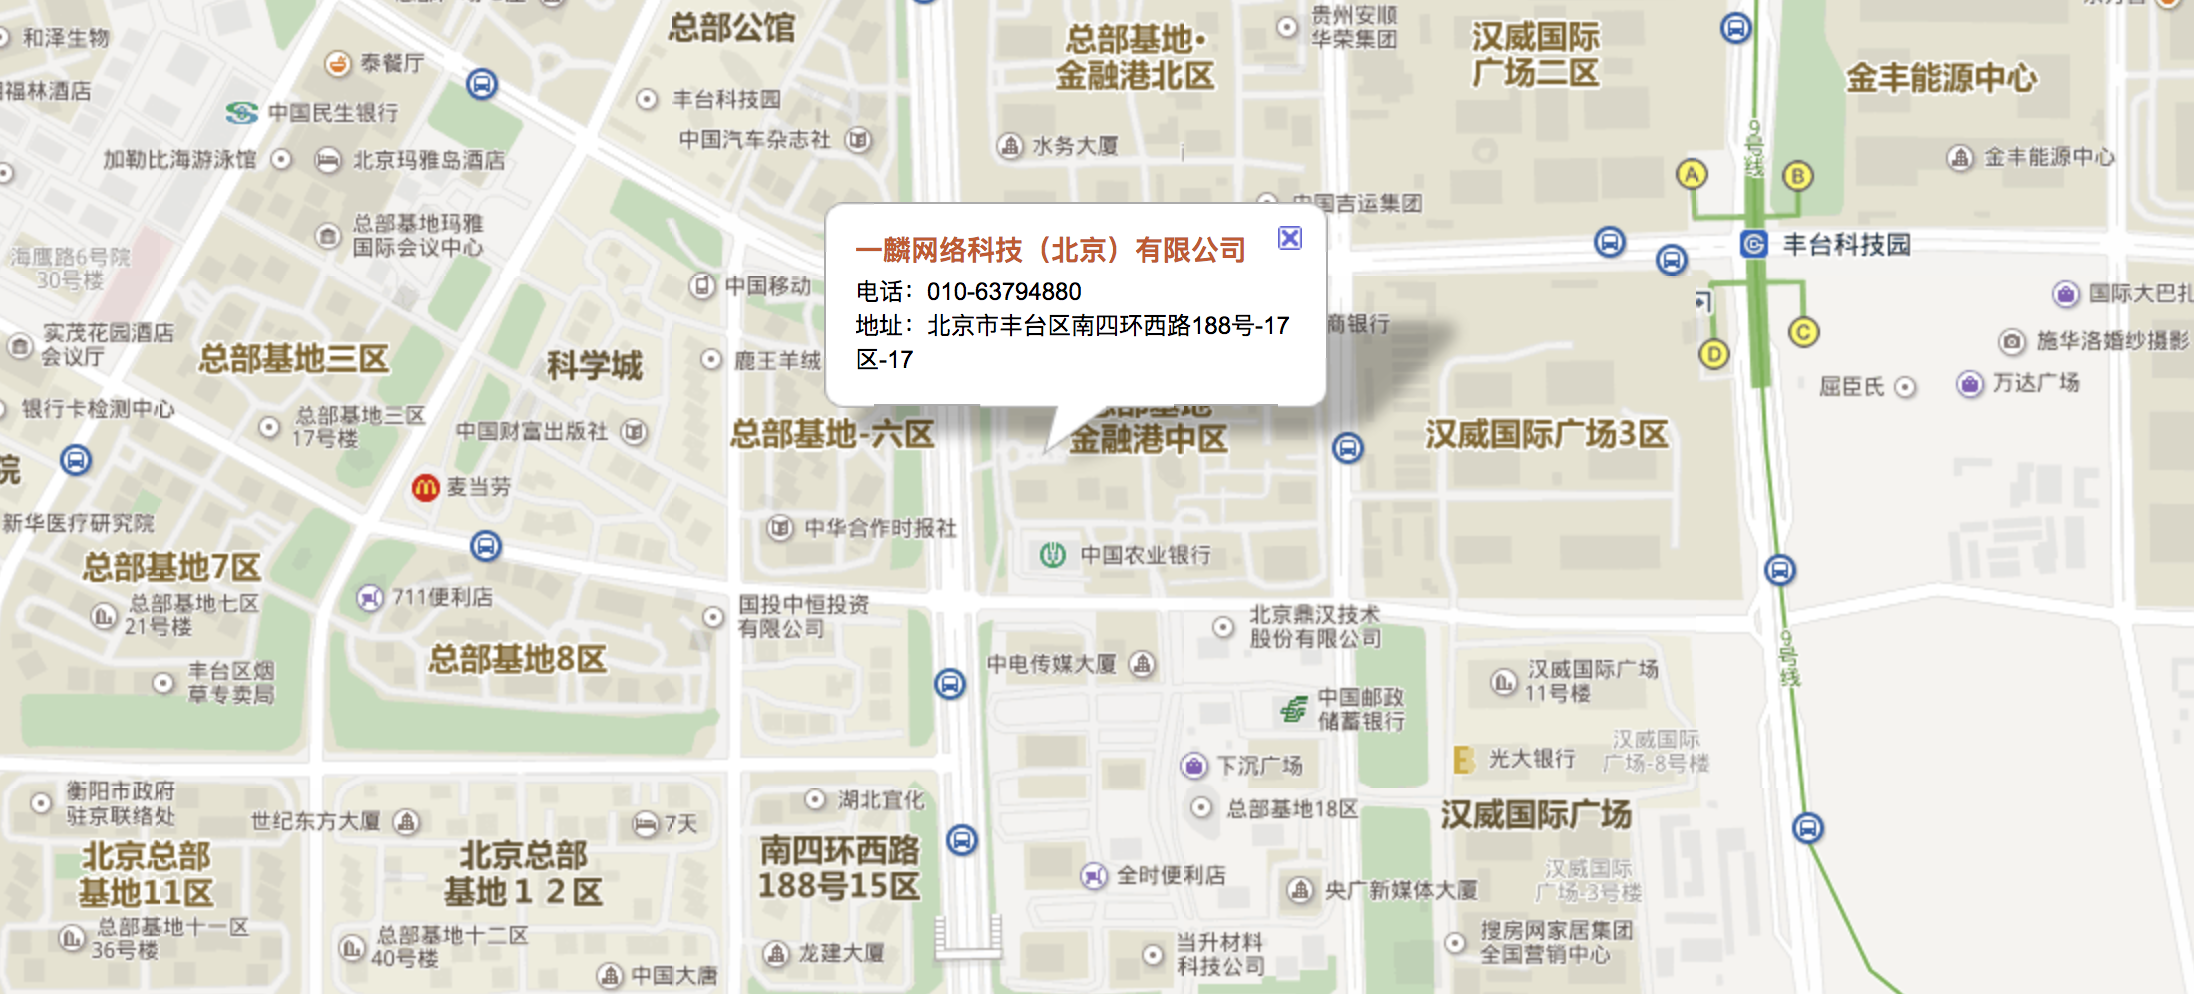 和泽生物
福林酒店
泰餐厅
中国民生银行
加勒比海游泳馆
北京玛雅岛酒店
总部基地玛雅
国际会议中心
海鹰路6号院
30号楼
实茂花园酒店
会议厅
总部基地三区
银行卡检测中心
总部基地三区
17号楼
科学城
中国财富出版社
麦当劳
院
新华医疗研究院
总部基地7区
总部基地七区
21号楼
丰台区烟
草专卖局
711便利店
总部基地8区
总部公馆
丰台科技园
中国汽车杂志社
中国移动
鹿王羊绒
总部基地-六区
中华合作时报社
国投中恒投资
有限公司
总部基地·
金融港北区
贵州安顺
华荣集团
水务大厦
中国吉运集团
一麟网络科技（北京）有限公司
电话：010-63794880
地址：北京市丰台区南四环西路188号-17
区-17
商银行
总部基地
金融港中区
中国农业银行
汉威国际
广场二区
金丰能源中心
金丰能源中心
9号线
A
B
丰台科技园
C
D
国际大巴扎
施华洛婚纱摄影
屈臣氏
万达广场
汉威国际广场3区
9号线
北京鼎汉技术
股份有限公司
中电传媒大厦
中国邮政
储蓄银行
下沉广场
总部基地18区
全时便利店
央广新媒体大厦
当升材料
科技公司
汉威国际广场
11号楼
光大银行
汉威国际
广场-8号楼
汉威国际广场
汉威国际
广场-3号楼
搜房网家居集团
全国营销中心
衡阳市政府
驻京联络处
世纪东方大厦
7天
湖北宜化
北京总部
基地11区
北京总部
基地１２区
南四环西路
188号15区
总部基地十一区
36号楼
总部基地十二区
40号楼
中国大唐
龙建大厦